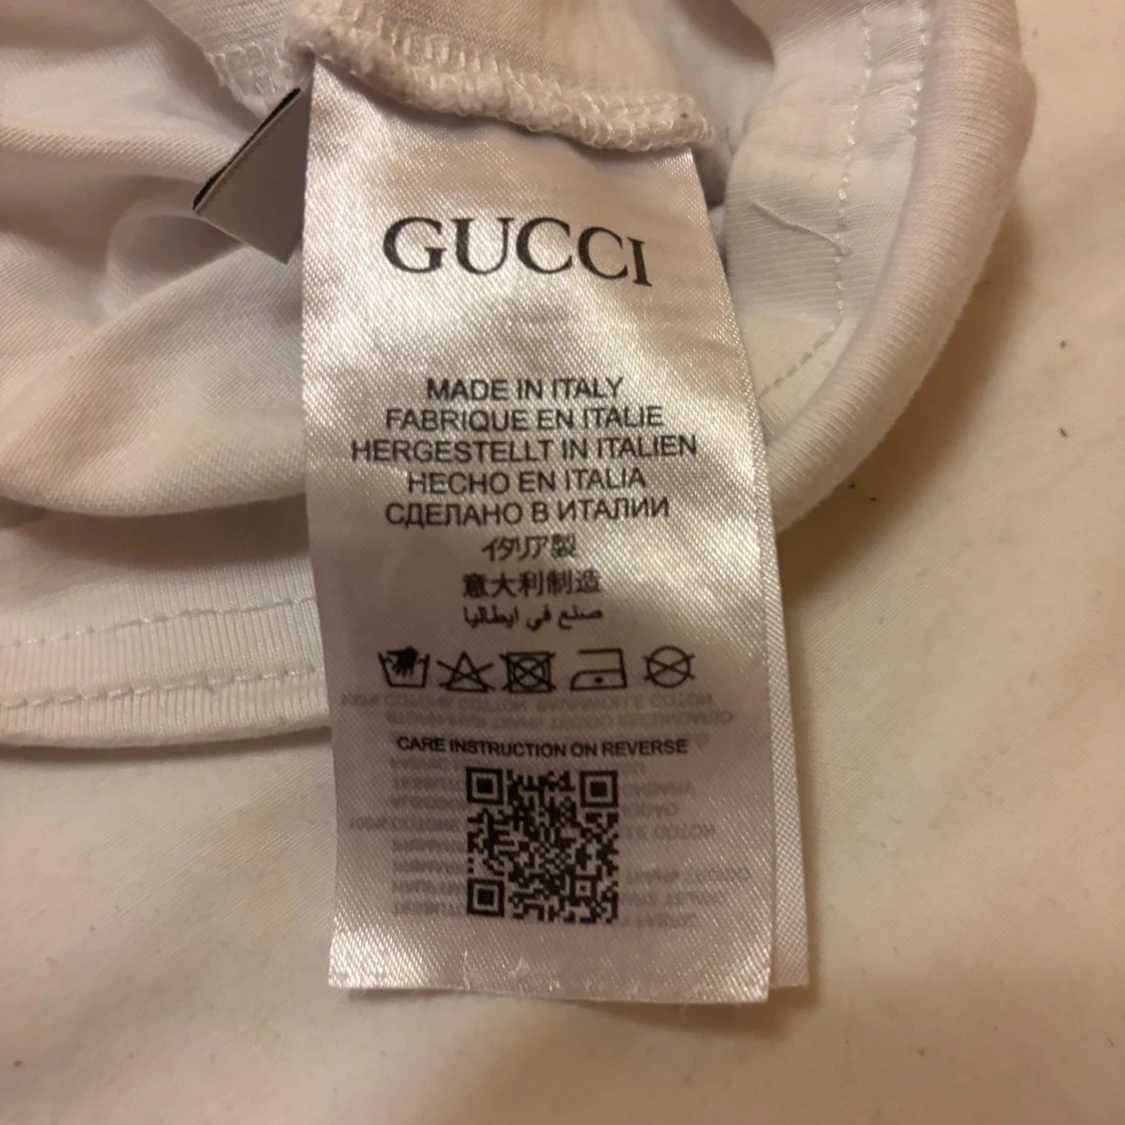 GUCCI
MADE IN ITALY
FABRIQUE EN ITALIE
HERGESTELLT IN ITALIEN
HECHO EN ITALIA
СДЕЛАНО В ИТАЛИИ
イタリア製
意大利制造
صنع في ايطاليا
CARE INSTRUCTION ON REVERSE